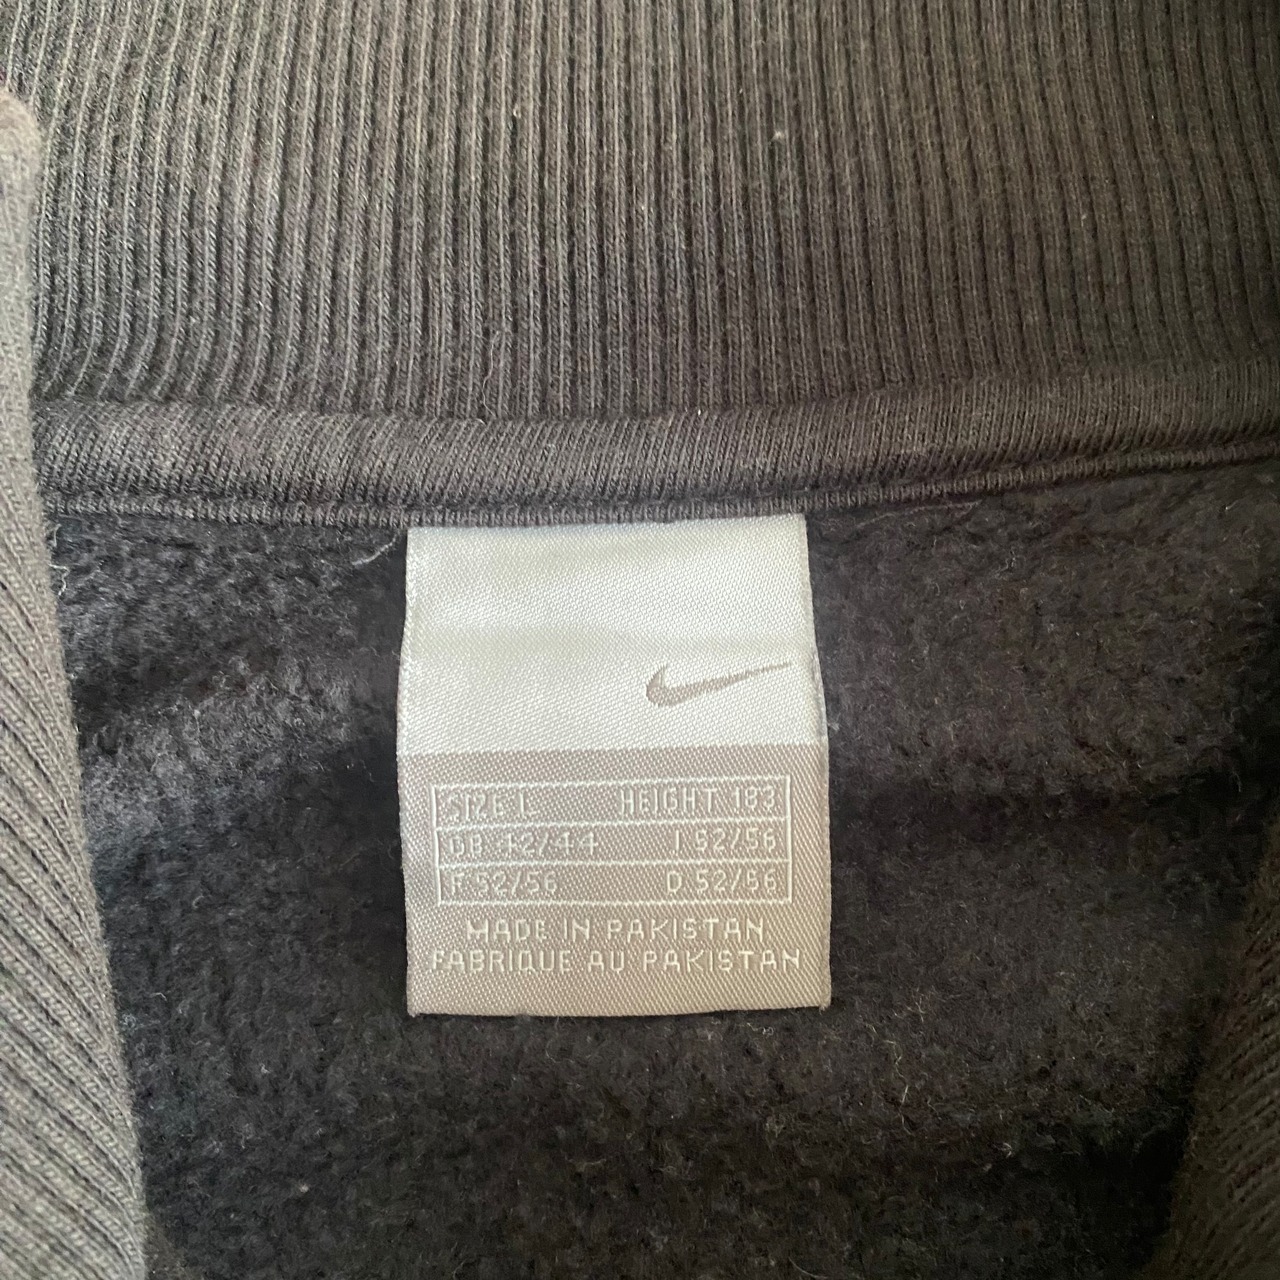 SIZE L HEIGHT 183
GB 42/44 I 52/56
F 52/56 D 52/56
MADE IN PAKISTAN
FABRIQUE AU PAKISTAN